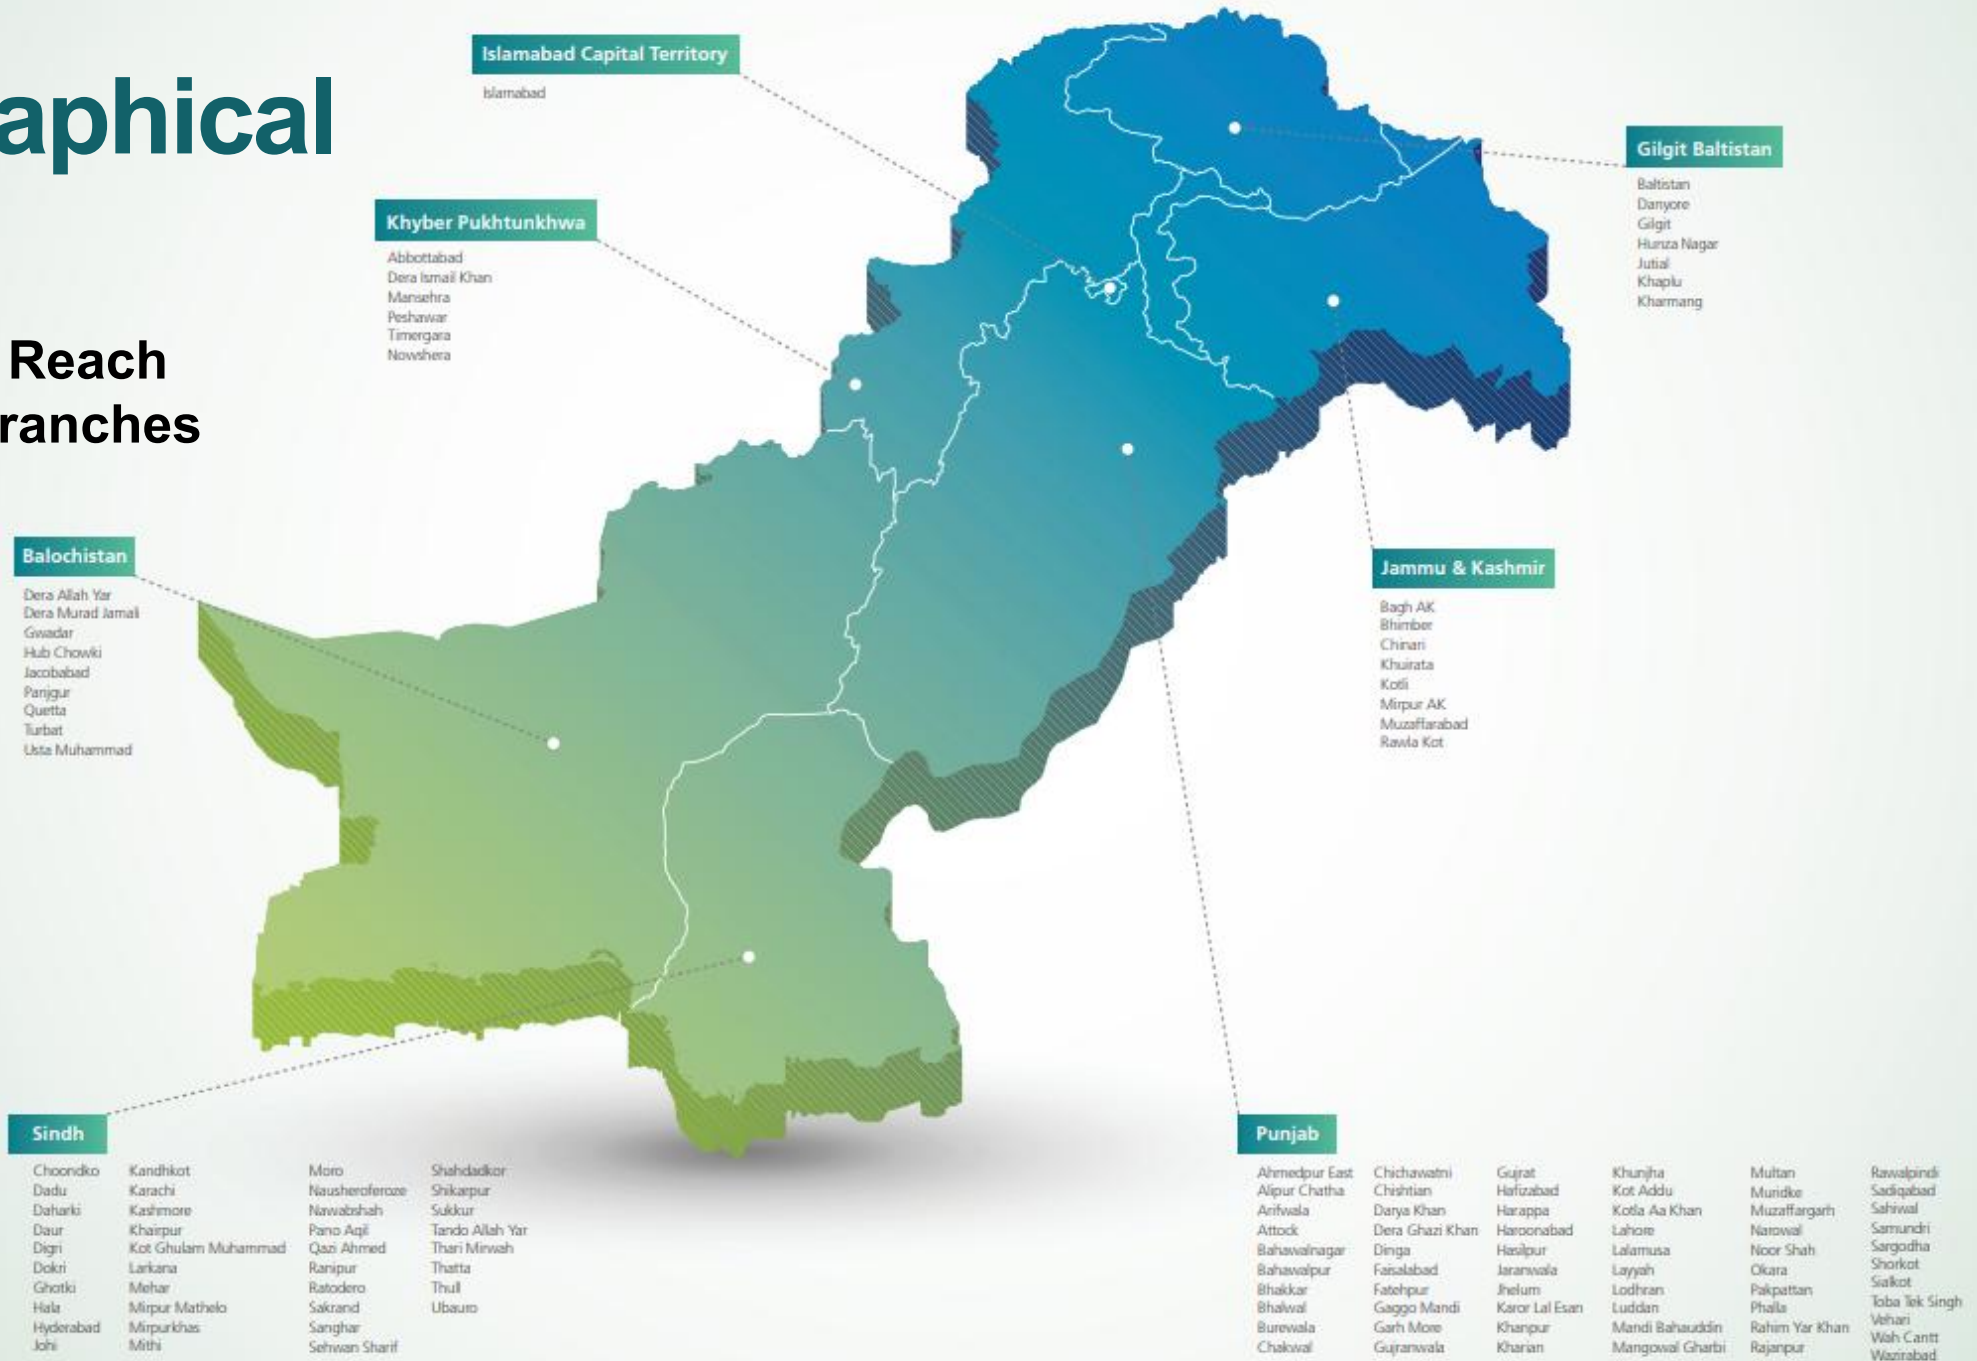 aphical
Reach
ranches
Islamabad Capital Territory
Islamabad
Khyber Pukhtunkhwa
Abbottabad
Dera Ismail Khan
Mansehra
Peshawar
Timergara
Nowshera
Gilgit Baltistan
Baltistan
Danyore
Gilgit
Hunza Nagar
Jutial
Khaplu
Kharmang
Balochistan
Dera Allah Yar
Dera Murad Jamali
Gwadar
Hub Chowki
Jacobabad
Panjgur
Quetta
Turbat
Usta Muhammad
Jammu & Kashmir
Bagh AK
Bhimber
Chinari
Khuirata
Kotli
Mirpur AK
Muzaffarabad
Rawla Kot
Sindh
Choondko
Dadu
Daharki
Daur
Digri
Dokri
Ghotki
Hala
Hyderabad
Johi
Kandhkot
Karachi
Kashmore
Khairpur
Kot Ghulam Muhammad
Larkana
Mehar
Mirpur Mathelo
Mirpurkhas
Mithi
Moro
Nausheroferoze
Nawabshah
Pano Aqil
Qazi Ahmed
Ranipur
Ratodero
Sakrand
Sanghar
Sehwan Sharif
Shahdadkor
Shikarpur
Sukkur
Tando Allah Yar
Thari Mirwah
Thatta
Thull
Ubauro
Punjab
Ahmedpur East
Alipur Chatha
Arifwala
Attock
Bahawalnagar
Bahawalpur
Bhakkar
Bhalwal
Burewala
Chakwal
Chichawatni
Chishtian
Darya Khan
Dera Ghazi Khan
Dinga
Faisalabad
Fatehpur
Gaggo Mandi
Garh More
Gujranwala
Gujrat
Hafizabad
Harappa
Haroonabad
Hasilpur
Jaranwala
Jhelum
Karor Lal Esan
Khanpur
Kharian
Khunjha
Kot Addu
Kotla Aa Khan
Lahore
Lalamusa
Layyah
Lodhran
Luddan
Mandi Bahauddin
Mangowal Gharbi
Multan
Muridke
Muzaffargarh
Narowal
Noor Shah
Okara
Pakpattan
Phalia
Rahim Yar Khan
Rajanpur
Rawalpindi
Sadiqabad
Sahiwal
Samundri
Sargodha
Shorkot
Sialkot
Toba Tek Singh
Vehari
Wah Cantt
Wazirabad